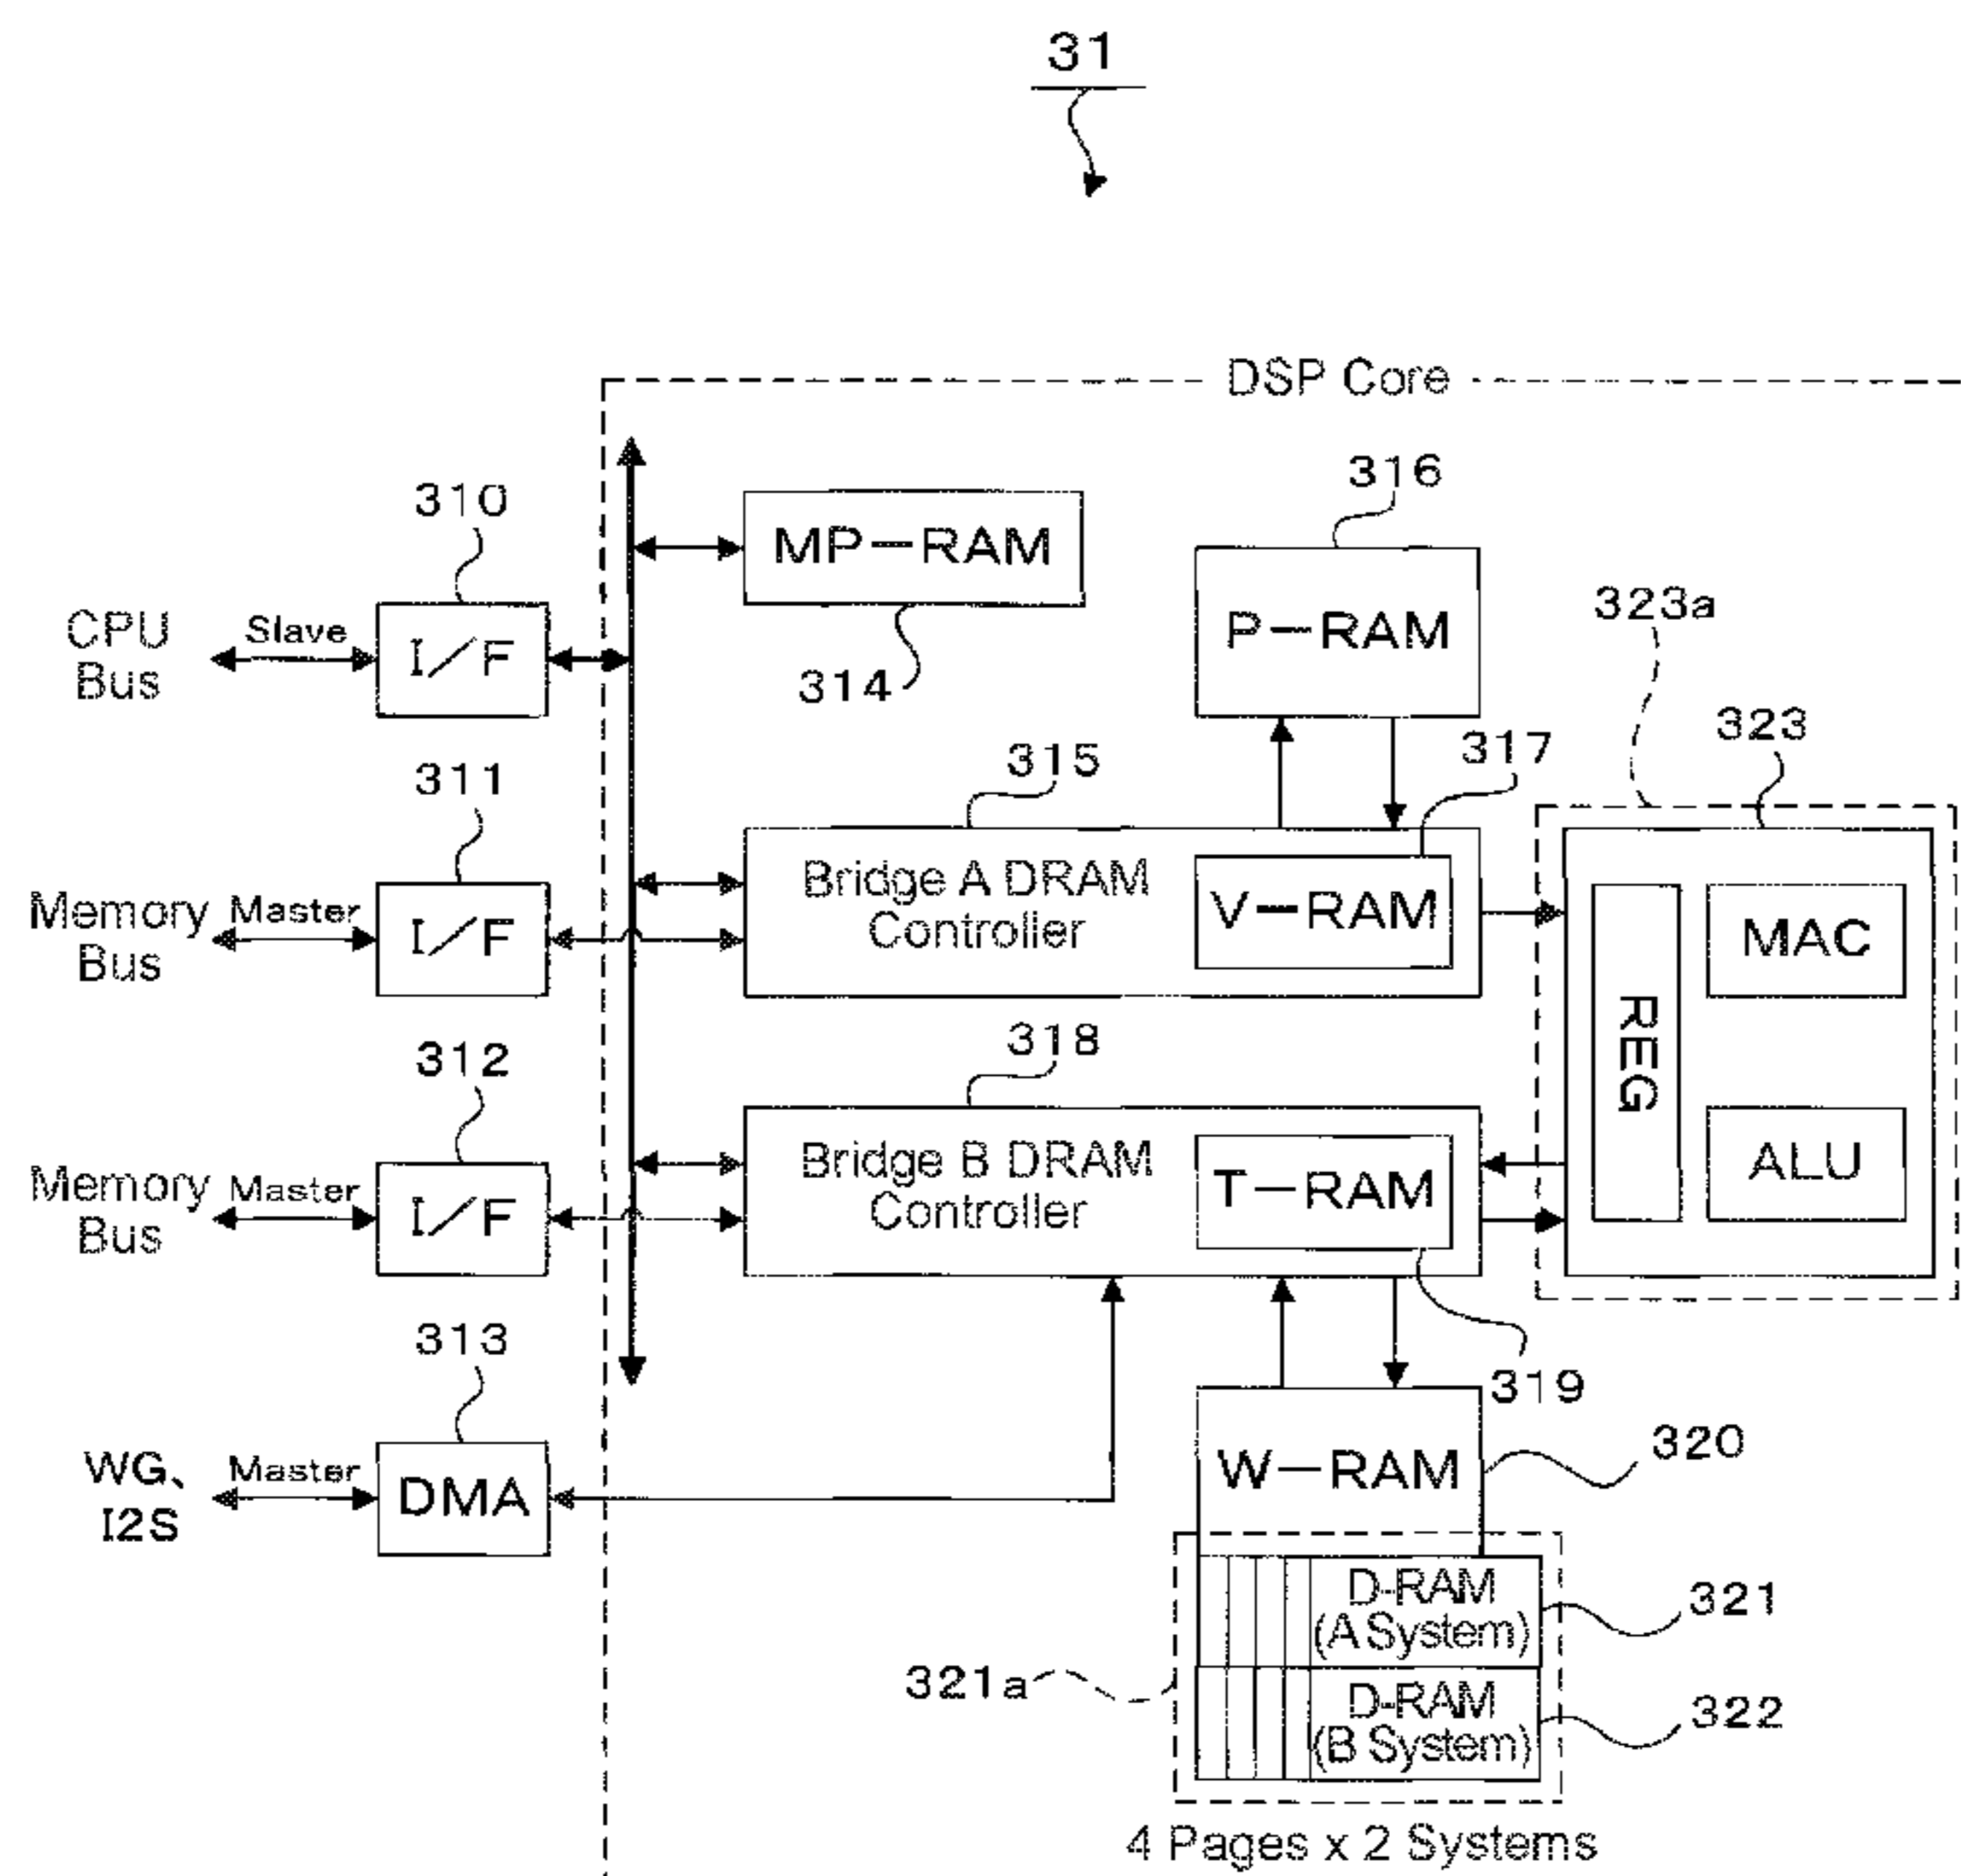 31
DSP Core
316
310
MP-RAM
323a
P-RAM
CPU
Bus
Slave
I/F
314
323
317
315
311
Bridge A DRAM
Controller
V-RAM
Memory
Bus
Master
I/F
MAC
REG
318
312
Bridge B DRAM
Controller
T-RAM
ALU
Memory
Bus
Master
I/F
313
319
320
WG、
I2S
Master
DMA
W-RAM
D-RAM
(A System)
321
321a
D-RAM
(B System)
322
4 Pages x 2 Systems